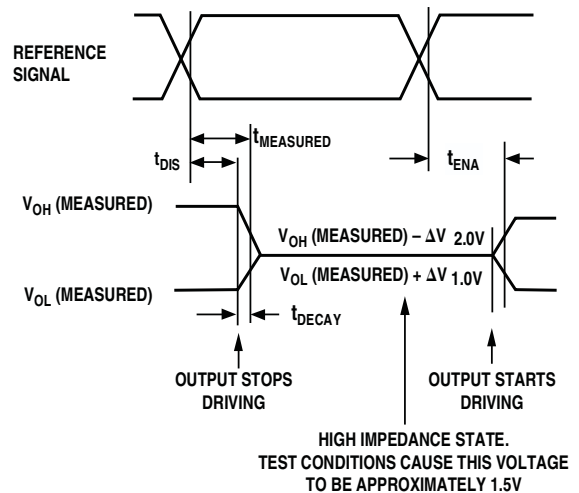 REFERENCE
SIGNAL
tMEASURED
tDIS
tENA
VOH (MEASURED)
VOH (MEASURED) – ΔV 2.0V
VOL (MEASURED) + ΔV 1.0V
VOL (MEASURED)
tDECAY
OUTPUT STOPS
DRIVING
OUTPUT STARTS
DRIVING
HIGH IMPEDANCE STATE.
TEST CONDITIONS CAUSE THIS VOLTAGE
TO BE APPROXIMATELY 1.5V